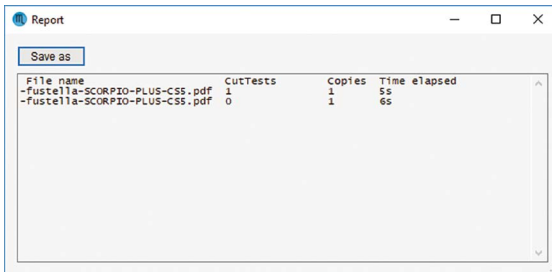 Report
Save as
File name CutTests Copies Time elapsed
-fustella-SCORPIO-PLUS-CS5.pdf 1 1 5s
-fustella-SCORPIO-PLUS-CS5.pdf 0 1 6s